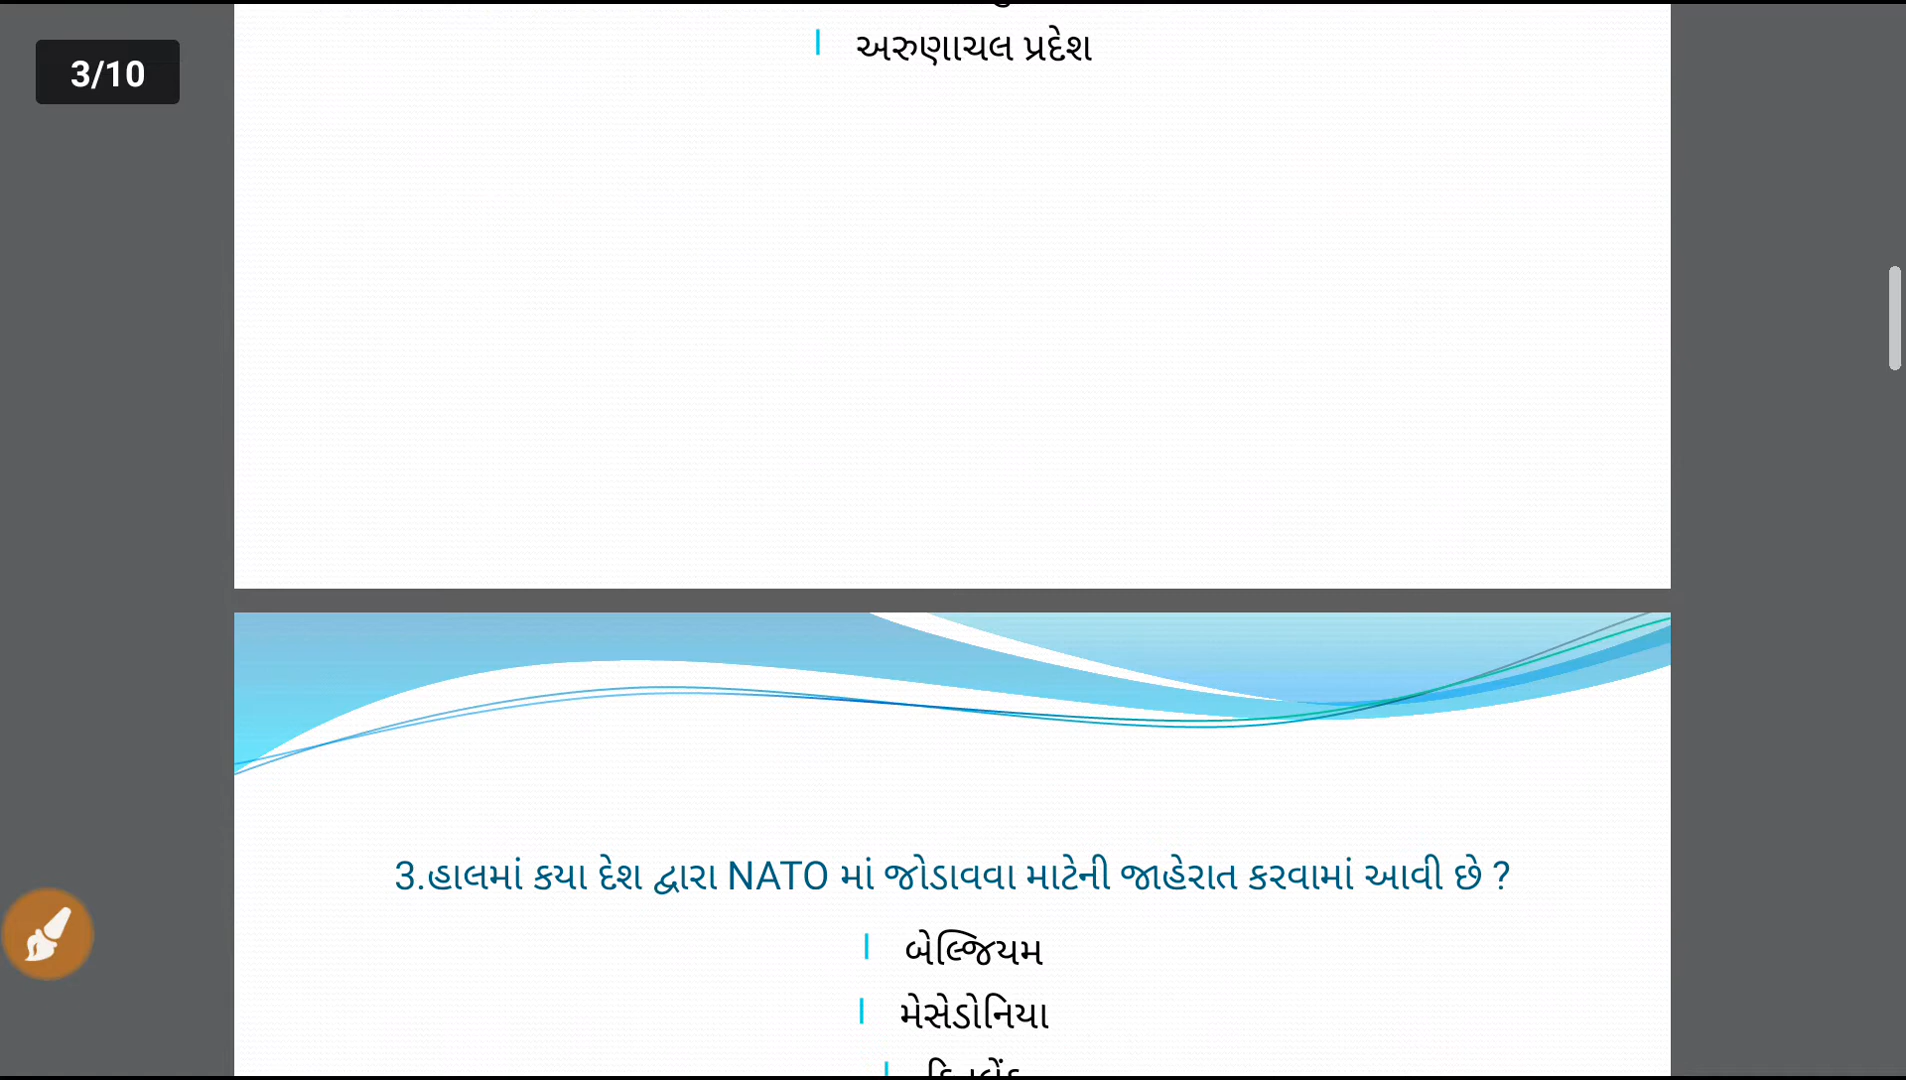 અરુણાચલ પ્રદેશ
3/10
3.હાલમાં કયા દેશ દ્વારા NATO માં જોડાવવા માટેની જાહેરાત કરવામાં આવી છે ?
બેલ્જિયમ
મેસેડોનિયા